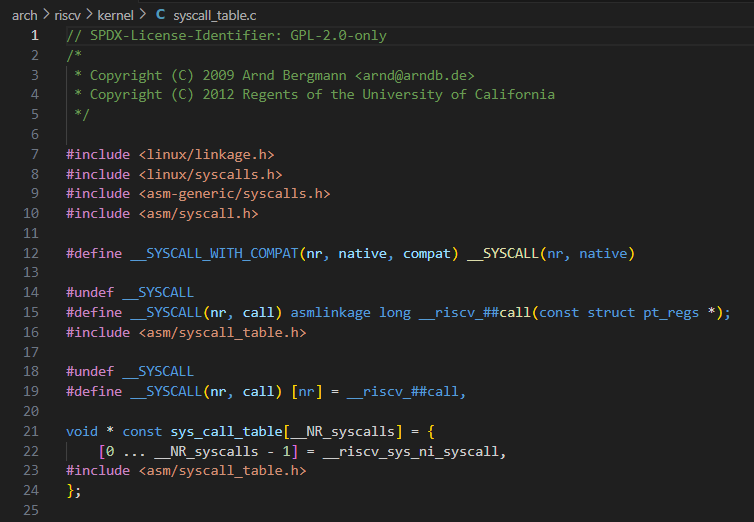 arch > riscv > kernel > C syscall_table.c
1 // SPDX-License-Identifier: GPL-2.0-only
2 /*
3  * Copyright (C) 2009 Arnd Bergmann <arnd@arndb.de>
4  * Copyright (C) 2012 Regents of the University of California
5  */
6
7 #include <linux/linkage.h>
8 #include <linux/syscalls.h>
9 #include <asm-generic/syscalls.h>
10 #include <asm/syscall.h>
11
12 #define __SYSCALL_WITH_COMPAT(nr, native, compat) __SYSCALL(nr, native)
13
14 #undef __SYSCALL
15 #define __SYSCALL(nr, call) asmlinkage long __riscv_##call(const struct pt_regs *);
16 #include <asm/syscall_table.h>
17
18 #undef __SYSCALL
19 #define __SYSCALL(nr, call) [nr] = __riscv_##call,
20
21 void * const sys_call_table[__NR_syscalls] = {
22     [0 ... __NR_syscalls - 1] = __riscv_sys_ni_syscall,
23 #include <asm/syscall_table.h>
24 };
25